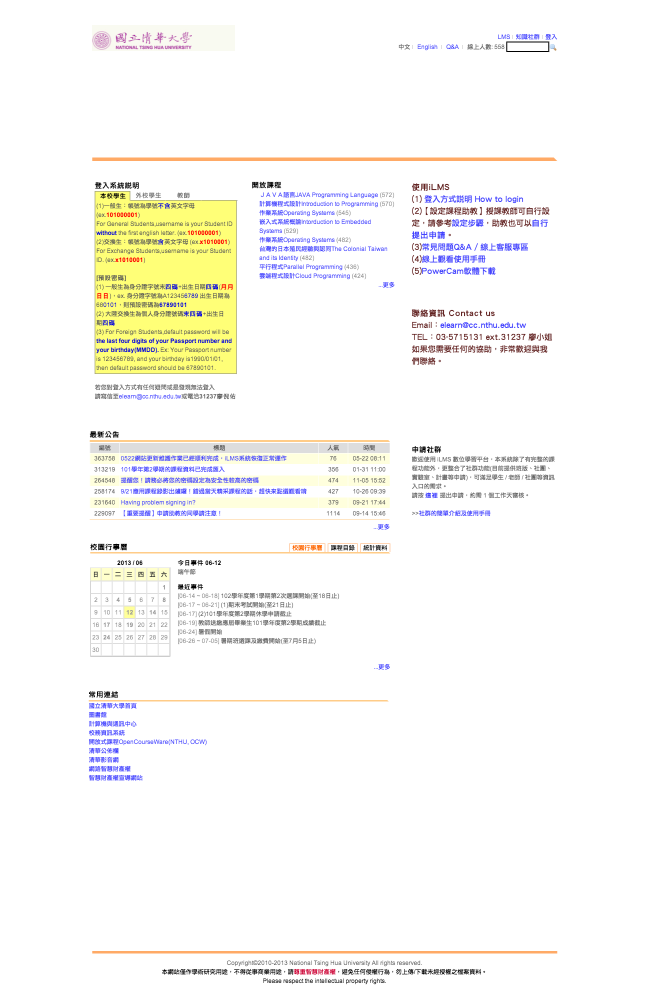 國立清華大學
NATIONAL TSING HUA UNIVERSITY
LMS | 知識社群 | 登入
中文 | English | Q&A | 線上人數: 558
登入系統說明
本校學生 外校學生 教師
(1)一般生：帳號為學號不含英文字母
(ex.101000001)
For General Students,username is your Student ID
without the first english letter. (ex.101000001)
(2)交換生：帳號為學號含英文字母 (ex.x1010001)
For Exchange Students,username is your Student
ID. (ex.x1010001)
[預設密碼]
(1) 一般生為身分證字號末四碼+出生日期四碼(月月
日日)，ex. 身分字號為A123456789 出生日期為
690101，則預設密碼為67890101
(2) 大陸交換生為個人身分證號碼末四碼+出生日
期四碼
(3) For Foreign Students,default password will be
the last four digits of your Passport number and
your birthday(MMDD). Ex: Your Passport number
is 123456789, and your birthday is1990/01/01,
then default password should be 67890101.
若您對登入方式有任何疑問或是發現無法登入
請寫信至elearn@cc.nthu.edu.tw或電洽31237廖侑佑
開放課程
ＪＡＶＡ語言JAVA Programming Language (572)
計算機程式設計Introduction to Programming (570)
作業系統Operating Systems (545)
嵌入式系統概論Introduction to Embedded
Systems (529)
作業系統Operating Systems (482)
台灣的日本殖民經驗與認同The Colonial Taiwan
and its Identity (482)
平行程式Parallel Programming (436)
雲端程式設計Cloud Programming (424)
...更多
使用iLMS
(1) 登入方式說明 How to login
(2)【設定課程助教】授課教師可自行設
定，請參考設定步驟，助教也可以自行
提出申請。
(3)常見問題Q&A / 線上客服專區
(4)線上觀看使用手冊
(5)PowerCam軟體下載
聯絡資訊 Contact us
Email：elearn@cc.nthu.edu.tw
TEL：03-5715131 ext.31237 廖小姐
如果您需要任何的協助，非常歡迎與我
們聯絡。
最新公告
編號 標題 人氣 時間
363758 0522網站更新維護作業已經順利完成，iLMS系統恢復正常運作 76 05-22 08:11
313219 101學年第2學期的課程資料已完成匯入 356 01-31 11:00
264548 提醒您！請務必將您的密碼設定為安全性較高的密碼 474 11-05 15:52
258174 9/21應用課程錄影出爐囉！錯過當天精采課程的話，趕快來點選觀看唷 427 10-26 09:39
231640 Having problem signing in? 379 09-21 17:44
229097 【重要提醒】申請助教的同學請注意！ 1114 09-14 15:46
...更多
申請社群
歡迎使用 iLMS 數位學習平台，本系統除了有完整的課
程功能外，更整合了社群功能(目前提供班版、社團、
實驗室、計畫等申請)，可滿足學生 / 老師 / 社團等資訊
入口的需求。
請按 這裡 提出申請，約需 1 個工作天審核。
>>社群的簡單介紹及使用手冊
校園行事曆
校園行事曆 課程目錄 統計資料
2013 / 06
日 一 二 三 四 五 六
1
2 3 4 5 6 7 8
9 10 11 12 13 14 15
16 17 18 19 20 21 22
23 24 25 26 27 28 29
30
今日事件 06-12
端午節
最近事件
[06-14 ~ 06-18] 102學年度第1學期第2次選課開始(至18日止)
[06-17 ~ 06-21] (1)期末考試開始(至21日止)
[06-17] (2)101學年度第2學期休學申請截止
[06-19] 教師送繳應屆畢業生101學年度第2學期成績截止
[06-24] 暑假開始
[06-26 ~ 07-05] 暑期班選課及繳費開始(至7月5日止)
...更多
常用連結
國立清華大學首頁
圖書館
計算機與通訊中心
校務資訊系統
開放式課程OpenCourseWare(NTHU, OCW)
清華公佈欄
清華影音網
網路智慧財產權
智慧財產權宣導網站
Copyright©2010-2013 National Tsing Hua University All rights reserved.
本網站僅作學術研究用途，不得從事商業用途，請尊重智慧財產權，避免任何侵權行為，勿上傳/下載未經授權之檔案資料。
Please respect the intellectual property rights.